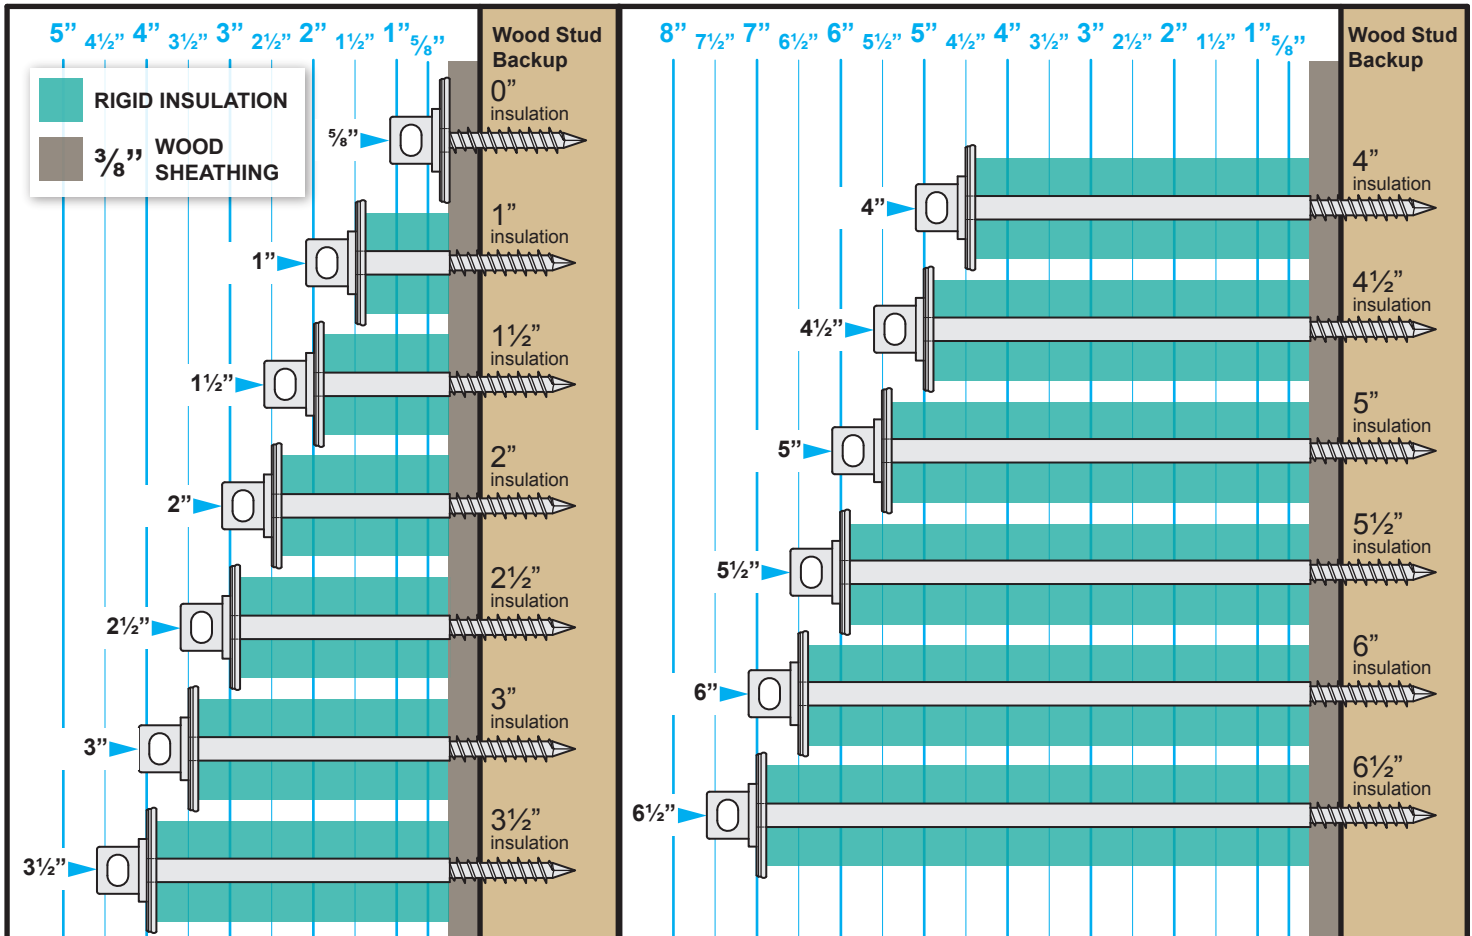 5” 4½” 4” 3½” 3” 2½” 2” 1½” 1” ⅝”
Wood Stud
Backup
RIGID INSULATION
⅜” WOOD
SHEATHING
0”
insulation
⅝”
1”
insulation
1”
1½”
insulation
1½”
2”
insulation
2”
2½”
insulation
2½”
3”
insulation
3”
3½”
insulation
3½”
8” 7½” 7” 6½” 6” 5½” 5” 4½” 4” 3½” 3” 2½” 2” 1½” 1” ⅝”
Wood Stud
Backup
4”
insulation
4”
4½”
insulation
4½”
5”
insulation
5”
5½”
insulation
5½”
6”
insulation
6”
6½”
insulation
6½”